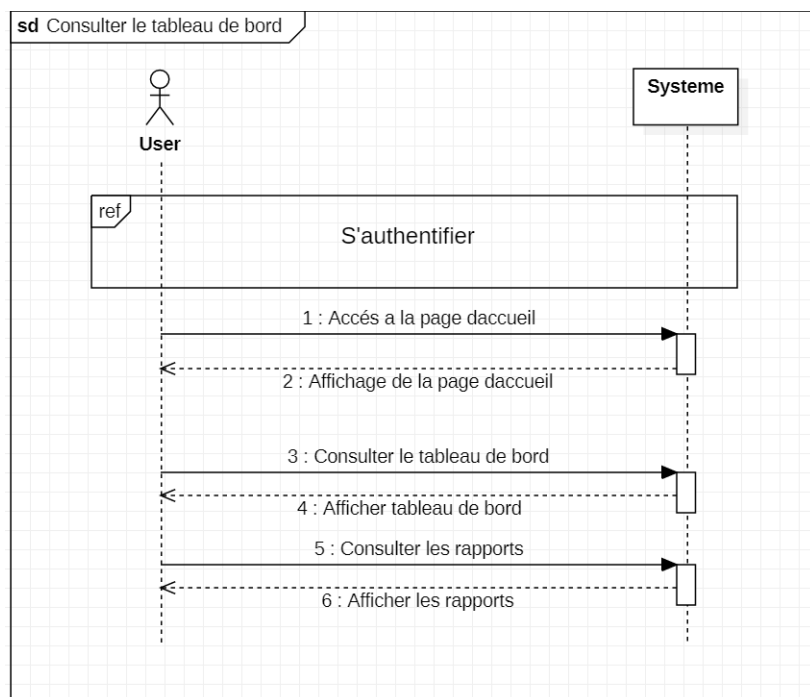 sd Consulter le tableau de bord
Systeme
User
ref
S'authentifier
1 : Accés a la page daccueil
2 : Affichage de la page daccueil
3 : Consulter le tableau de bord
4 : Afficher tableau de bord
5 : Consulter les rapports
6 : Afficher les rapports